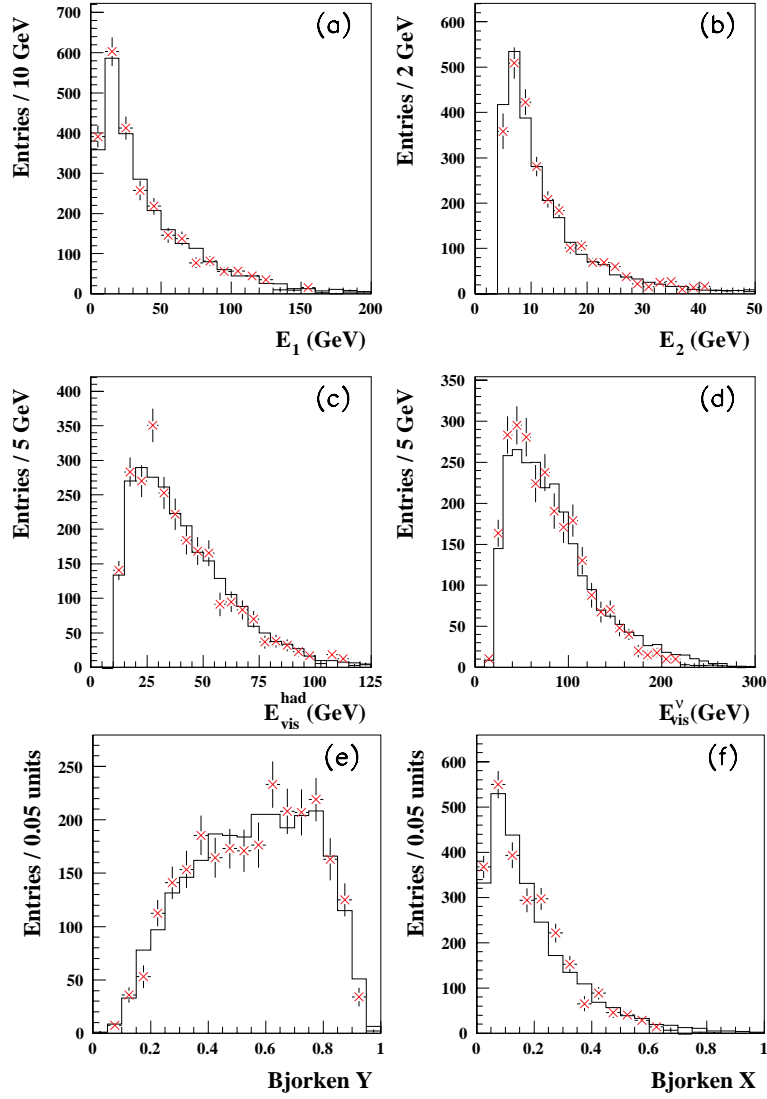 (a)
Entries / 10 GeV
700
600
500
400
300
200
100
0
0 50 100 150 200
E1 (GeV)
(b)
Entries / 2 GeV
600
500
400
300
200
100
0
0 10 20 30 40 50
E2 (GeV)
(c)
Entries / 5 GeV
400
350
300
250
200
150
100
50
0
0 25 50 75 100 125
E vis had (GeV)
(d)
Entries / 5 GeV
350
300
250
200
150
100
50
0
0 100 200 300
E vis ν (GeV)
(e)
Entries / 0.05 units
250
200
150
100
50
0
0 0.2 0.4 0.6 0.8 1
Bjorken Y
(f)
Entries / 0.05 units
600
500
400
300
200
100
0
0 0.2 0.4 0.6 0.8 1
Bjorken X